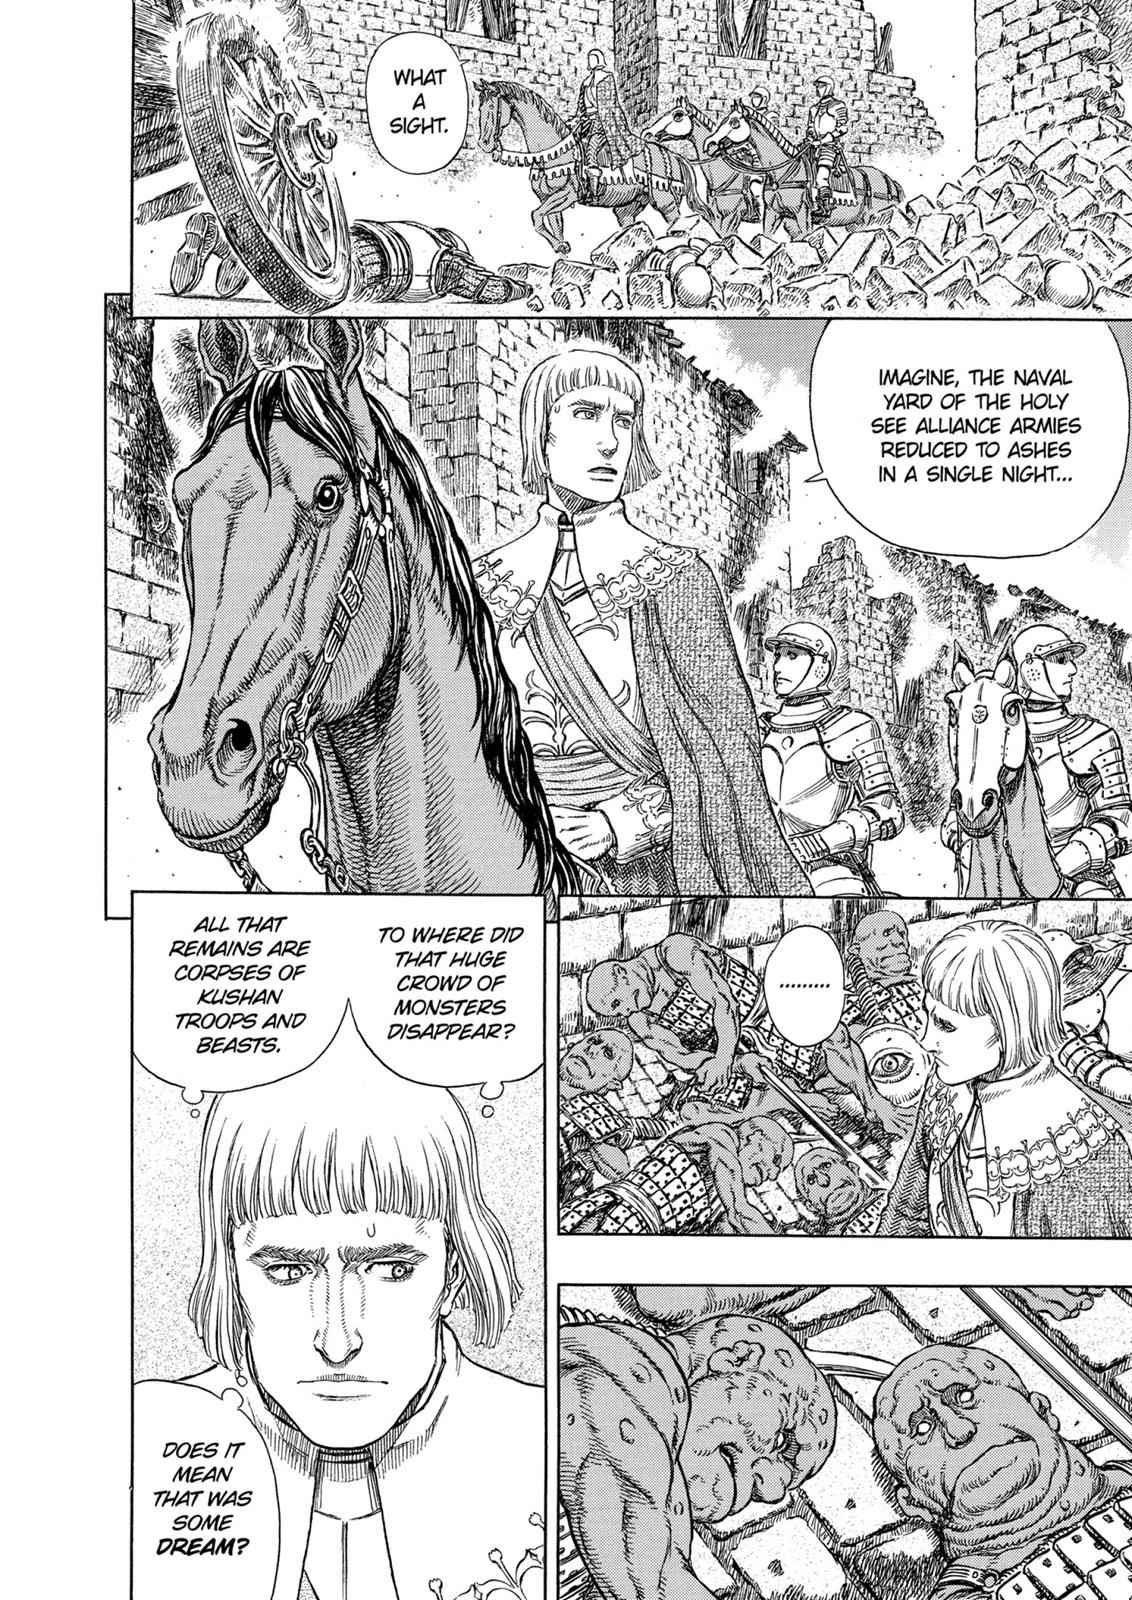 WHAT
A
SIGHT.
IMAGINE, THE NAVAL
YARD OF THE HOLY
SEE ALLIANCE ARMIES
REDUCED TO ASHES
IN A SINGLE NIGHT...
.........
TO WHERE DID
THAT HUGE
CROWD OF
MONSTERS
DISAPPEAR?
ALL THAT
REMAINS ARE
CORPSES OF
KUSHAN
TROOPS AND
BEASTS.
DOES IT
MEAN
THAT WAS
SOME
DREAM?